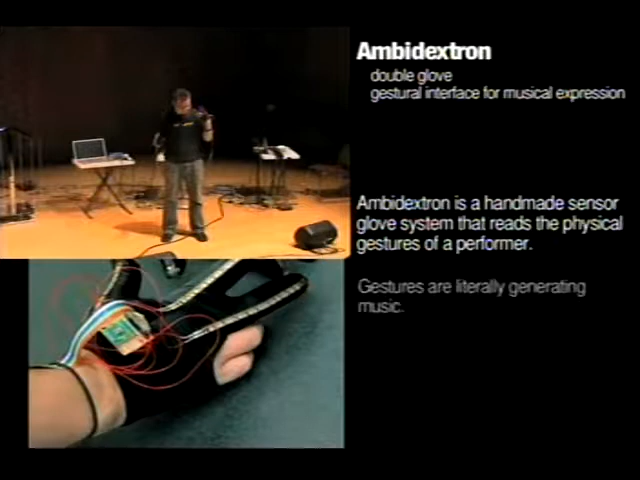 Ambidextron
double glove
gestural interface for musical expression
Ambidextron is a handmade sensor
glove system that reads the physical
gestures of a performer.
Gestures are literally generating
music.